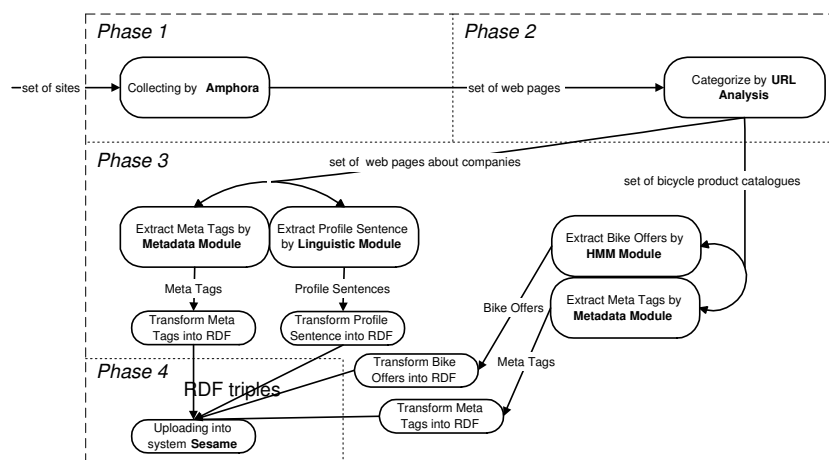 Phase 1
Phase 2
set of sites
Collecting by Amphora
set of web pages
Categorize by URL
Analysis
Phase 3
set of web pages about companies
set of bicycle product catalogues
Extract Meta Tags by
Metadata Module
Extract Profile Sentence
by Linguistic Module
Extract Bike Offers by
HMM Module
Meta Tags
Profile Sentences
Extract Meta Tags by
Metadata Module
Bike Offers
Transform Meta
Tags into RDF
Transform Profile
Sentence into RDF
Meta Tags
Phase 4
RDF triples
Transform Bike
Offers into RDF
Transform Meta
Tags into RDF
Uploading into
system Sesame